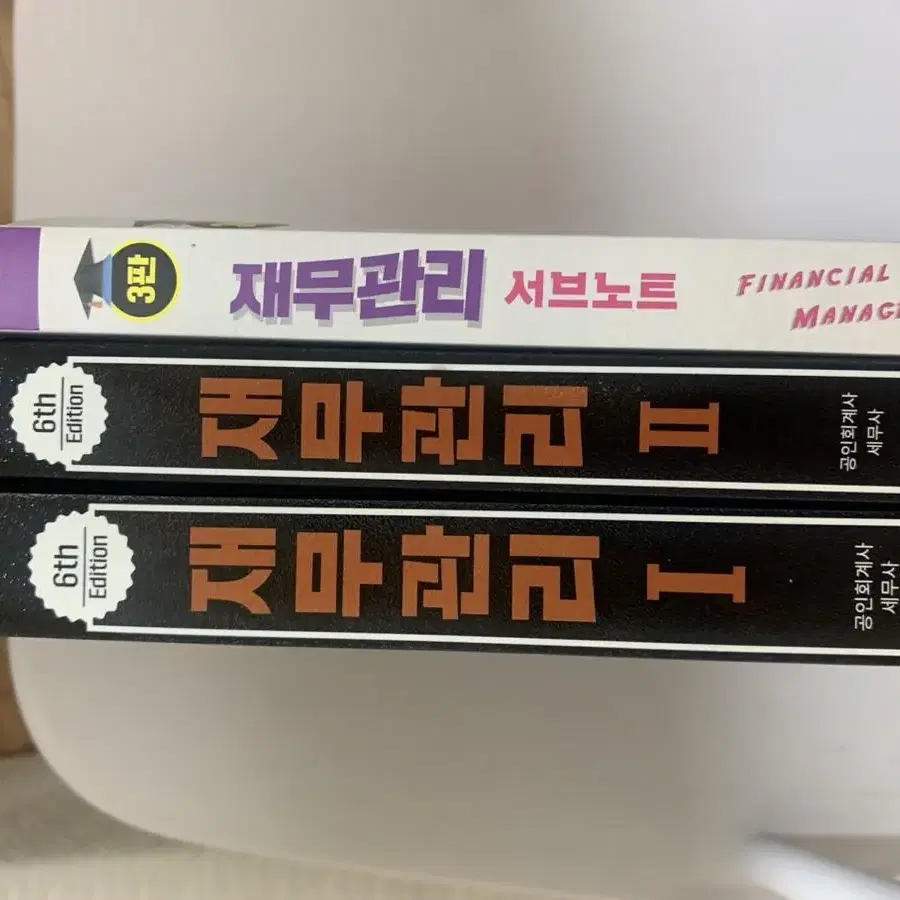 3판
재무관리 서브노트
FINANCIAL
6th
Edition
재무관리 II
공인회계사
세무사
6th
Edition
재무관리 I
공인회계사
세무사